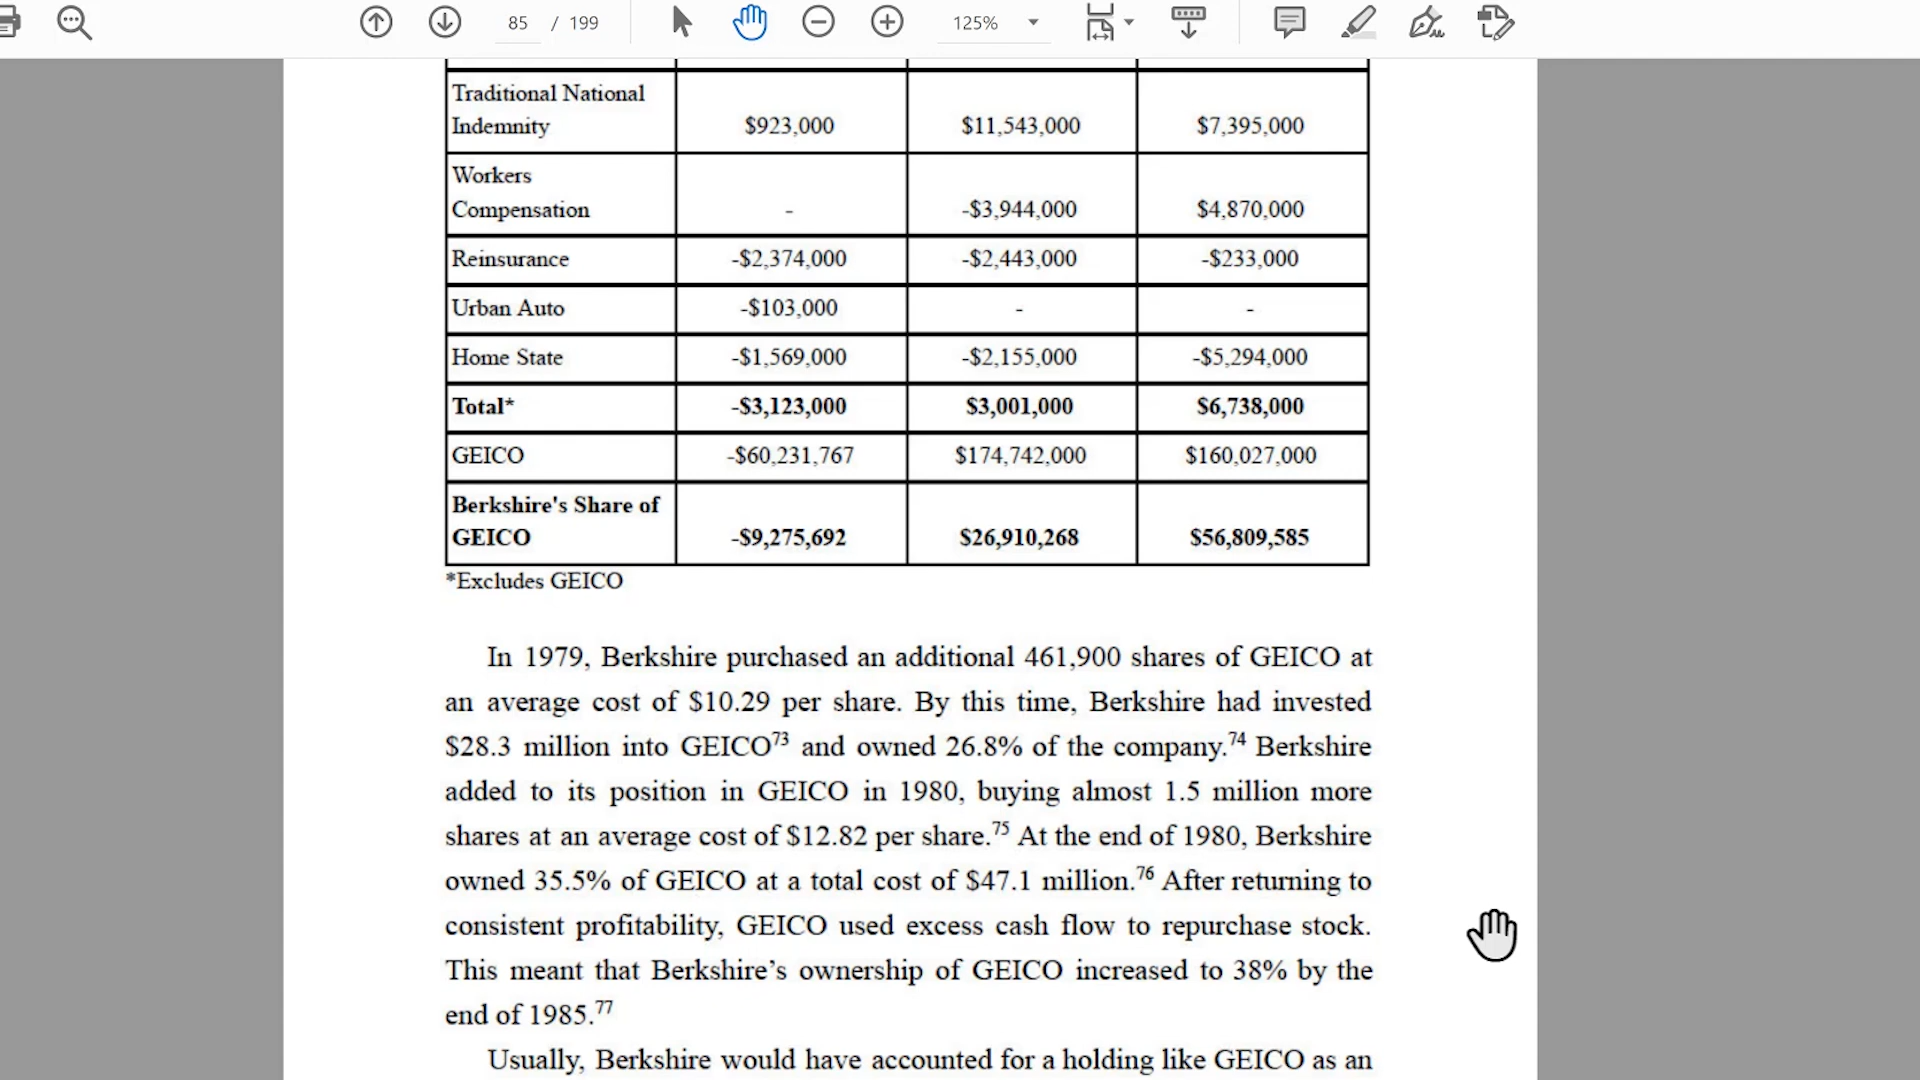 85 / 199 125%
Traditional National
Indemnity $923,000 $11,543,000 $7,395,000
Workers
Compensation - -$3,944,000 $4,870,000
Reinsurance -$2,374,000 -$2,443,000 -$233,000
Urban Auto -$103,000 - -
Home State -$1,569,000 -$2,155,000 -$5,294,000
Total* -$3,123,000 $3,001,000 $6,738,000
GEICO -$60,231,767 $174,742,000 $160,027,000
Berkshire's Share of
GEICO -$9,275,692 $26,910,268 $56,809,585
*Excludes GEICO
In 1979, Berkshire purchased an additional 461,900 shares of GEICO at
an average cost of $10.29 per share. By this time, Berkshire had invested
$28.3 million into GEICO73 and owned 26.8% of the company.74 Berkshire
added to its position in GEICO in 1980, buying almost 1.5 million more
shares at an average cost of $12.82 per share.75 At the end of 1980, Berkshire
owned 35.5% of GEICO at a total cost of $47.1 million.76 After returning to
consistent profitability, GEICO used excess cash flow to repurchase stock.
This meant that Berkshire’s ownership of GEICO increased to 38% by the
end of 1985.77
Usually, Berkshire would have accounted for a holding like GEICO as an